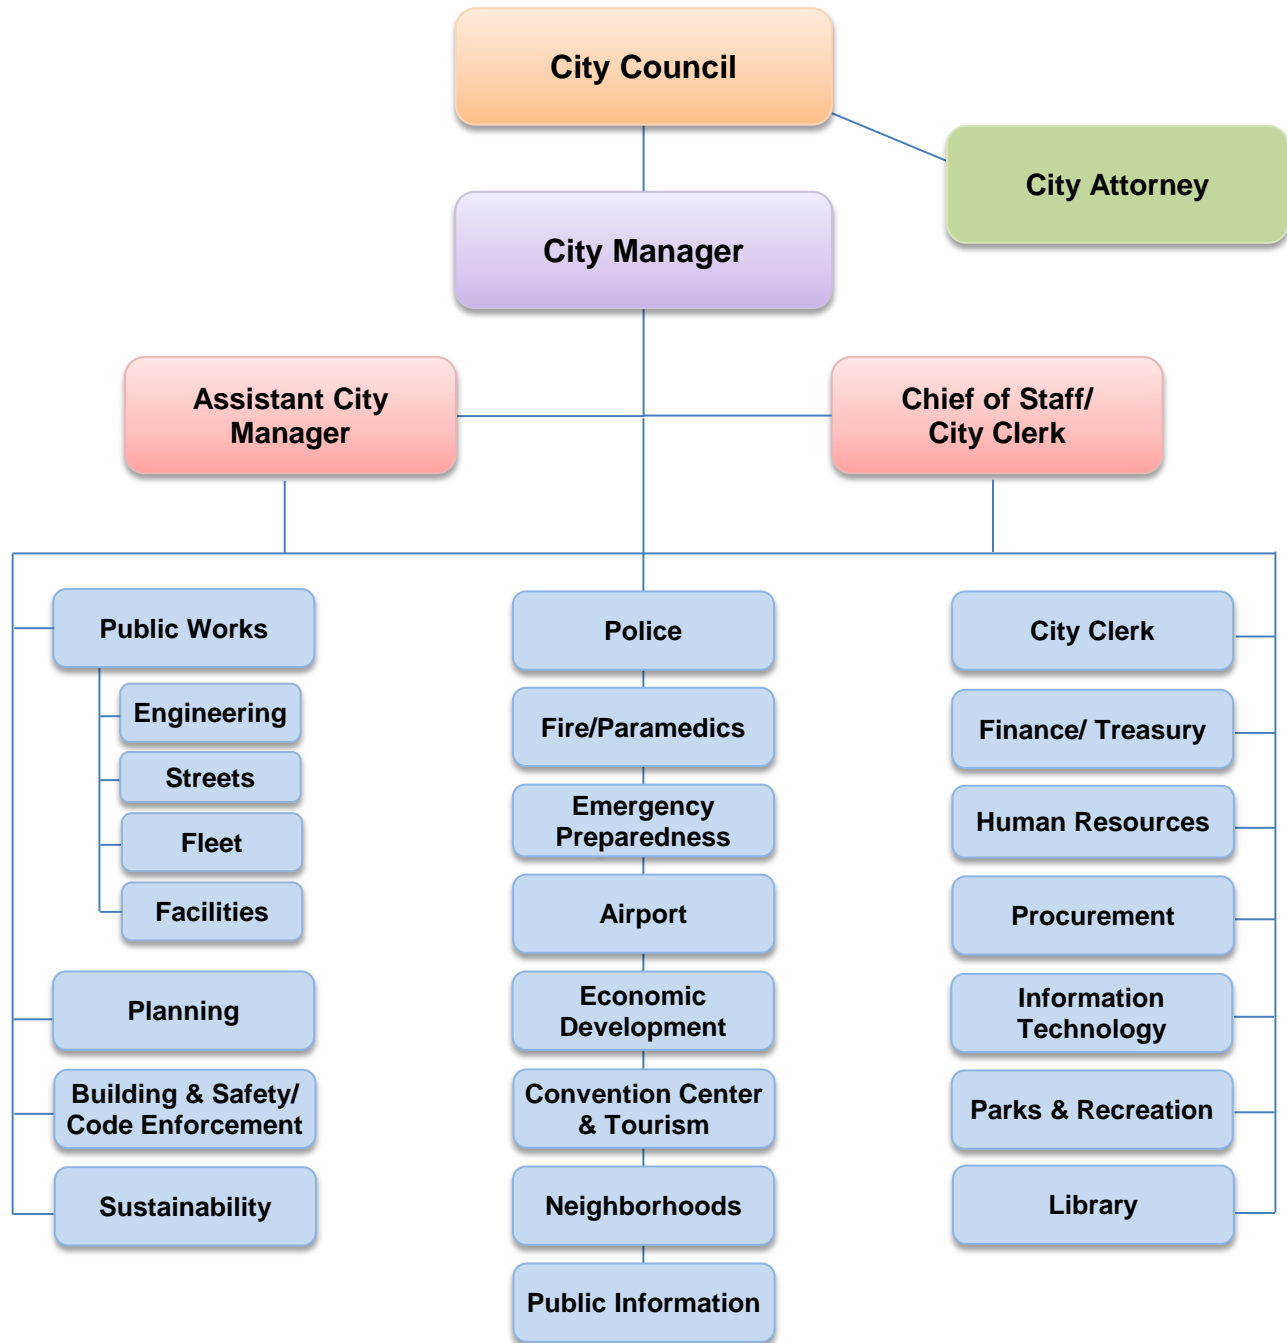 City Council
City Attorney
City Manager
Assistant City
Manager
Chief of Staff/
City Clerk
Public Works
Engineering
Streets
Fleet
Facilities
Planning
Building & Safety/
Code Enforcement
Sustainability
Police
Fire/Paramedics
Emergency
Preparedness
Airport
Economic
Development
Convention Center
& Tourism
Neighborhoods
Public Information
City Clerk
Finance/ Treasury
Human Resources
Procurement
Information
Technology
Parks & Recreation
Library